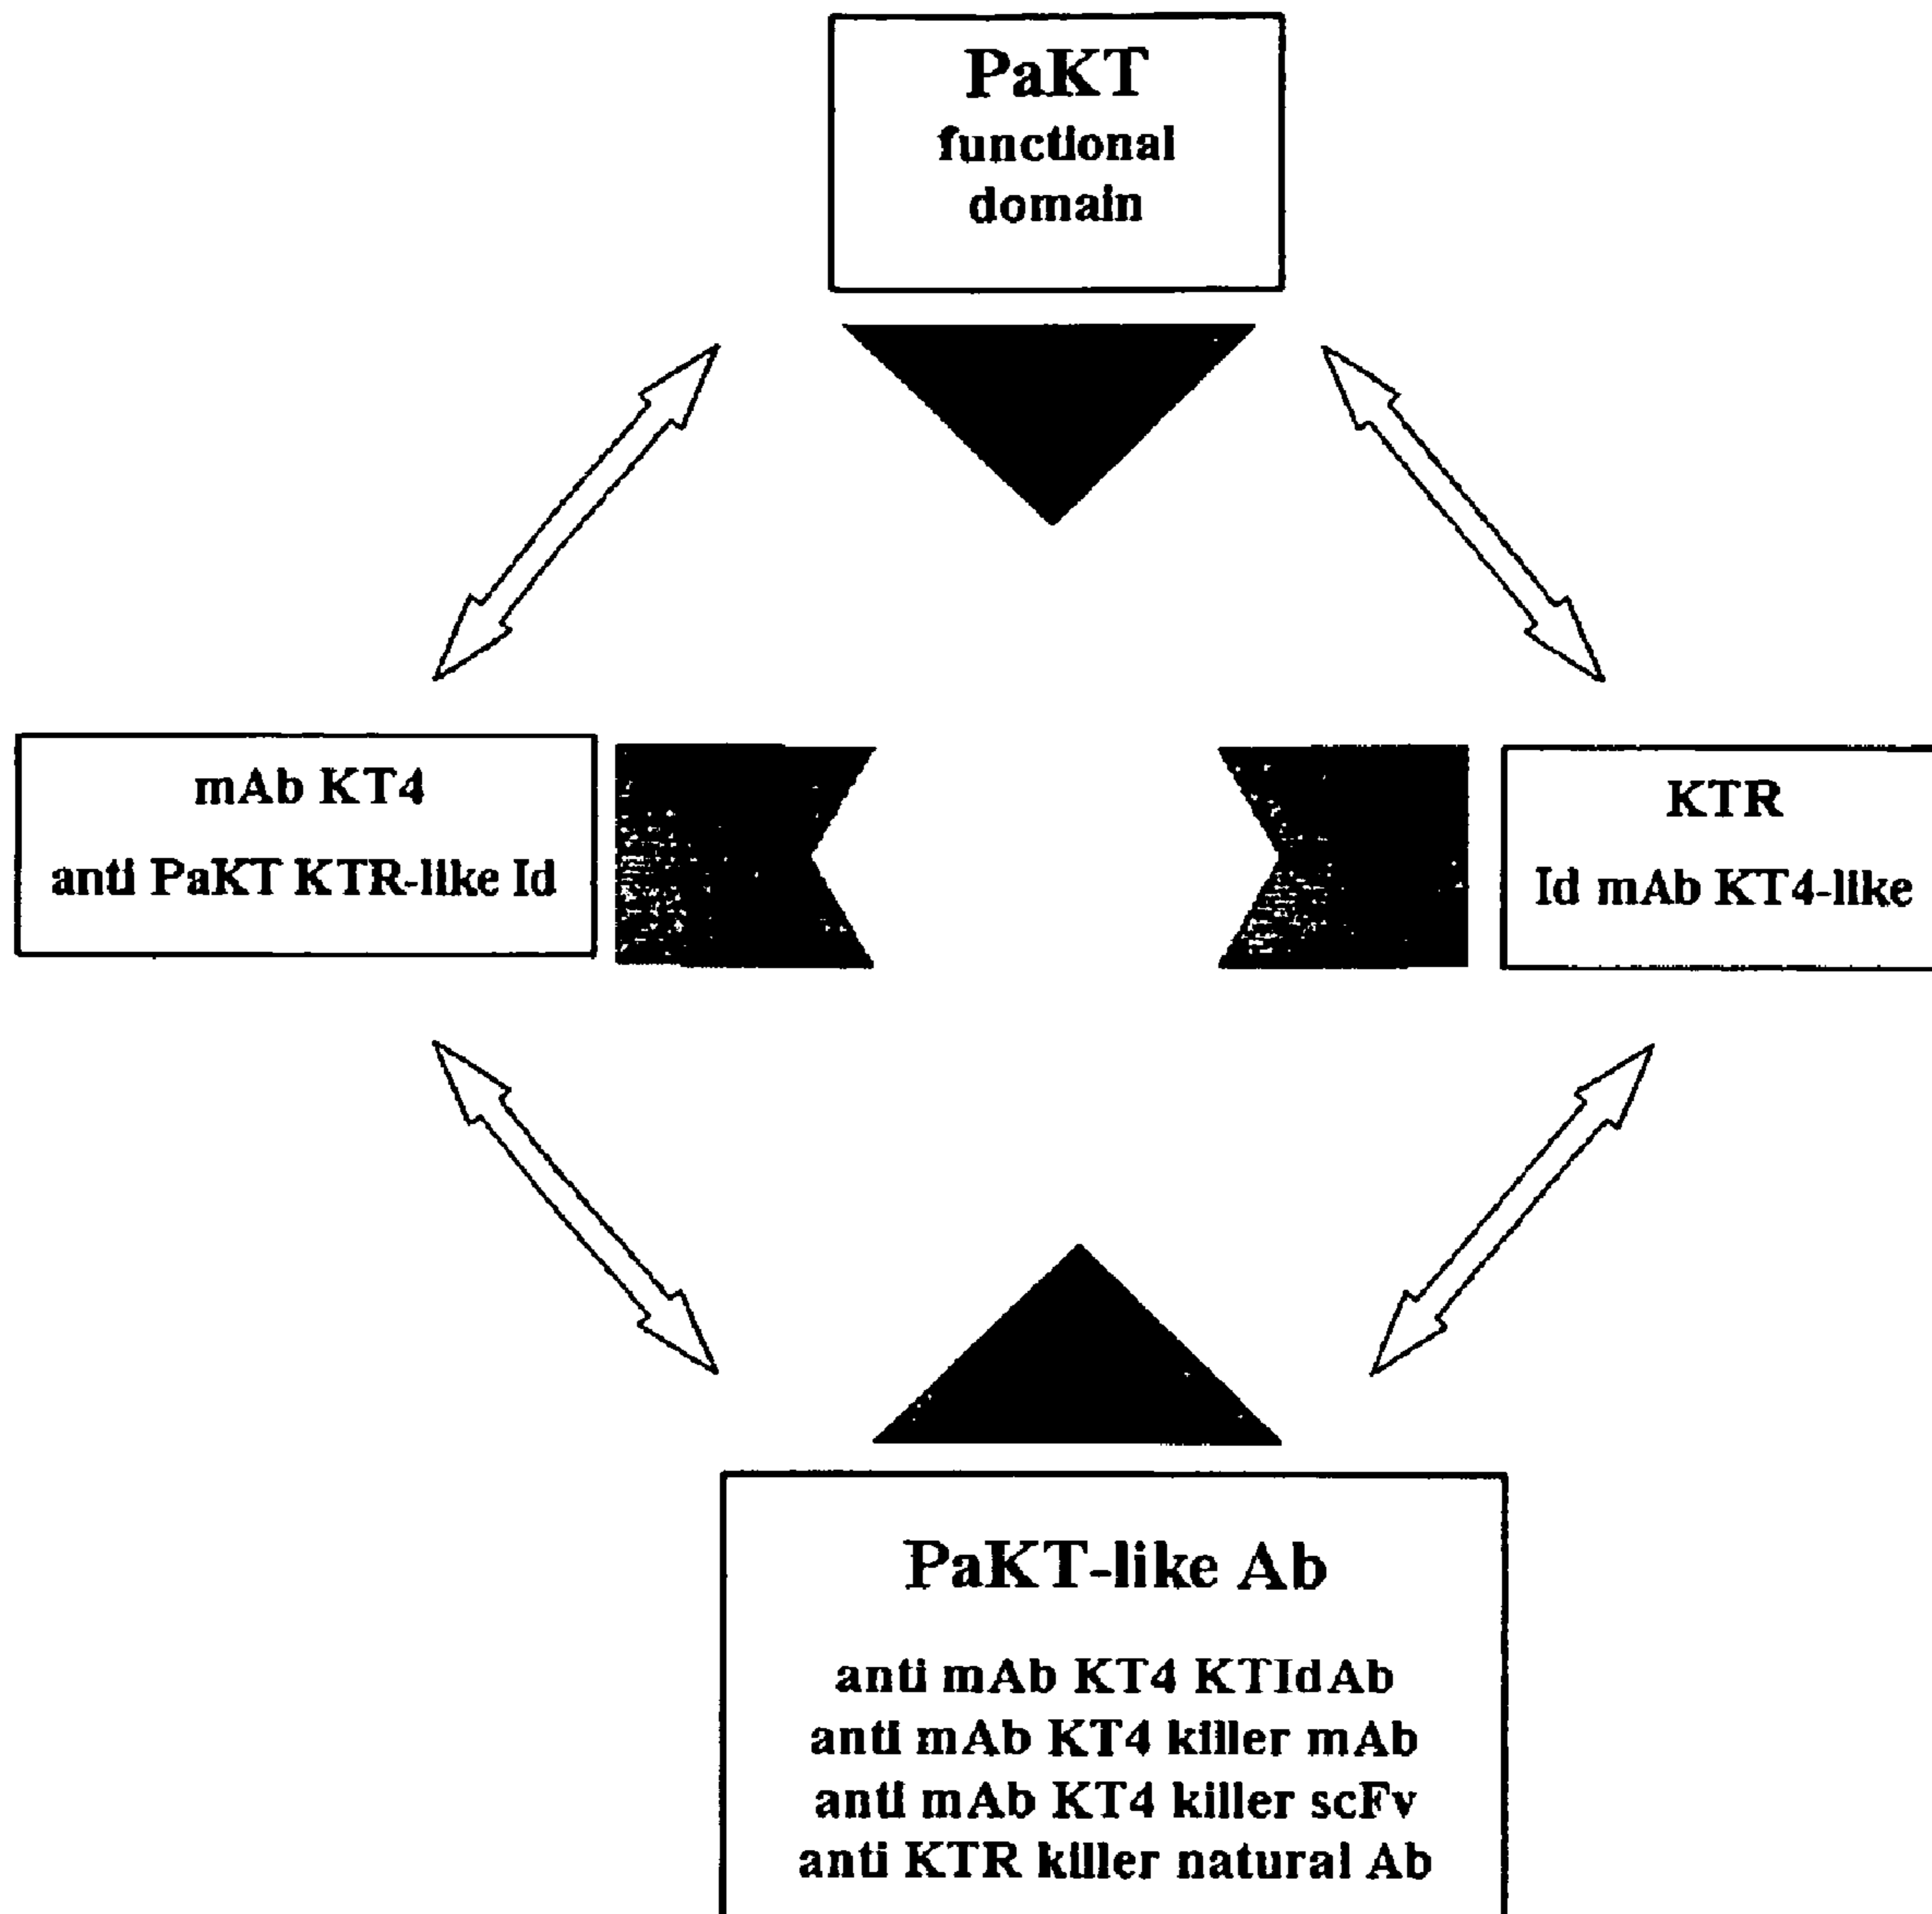 PaKT
functional
domain
mAb KT4
anti PaKT KTR-like Id
KTR
Id mAb KT4-like
PaKT-like Ab
anti mAb KT4 KTIdAb
anti mAb KT4 killer mAb
anti mAb KT4 killer scFv
anti KTR killer natural Ab